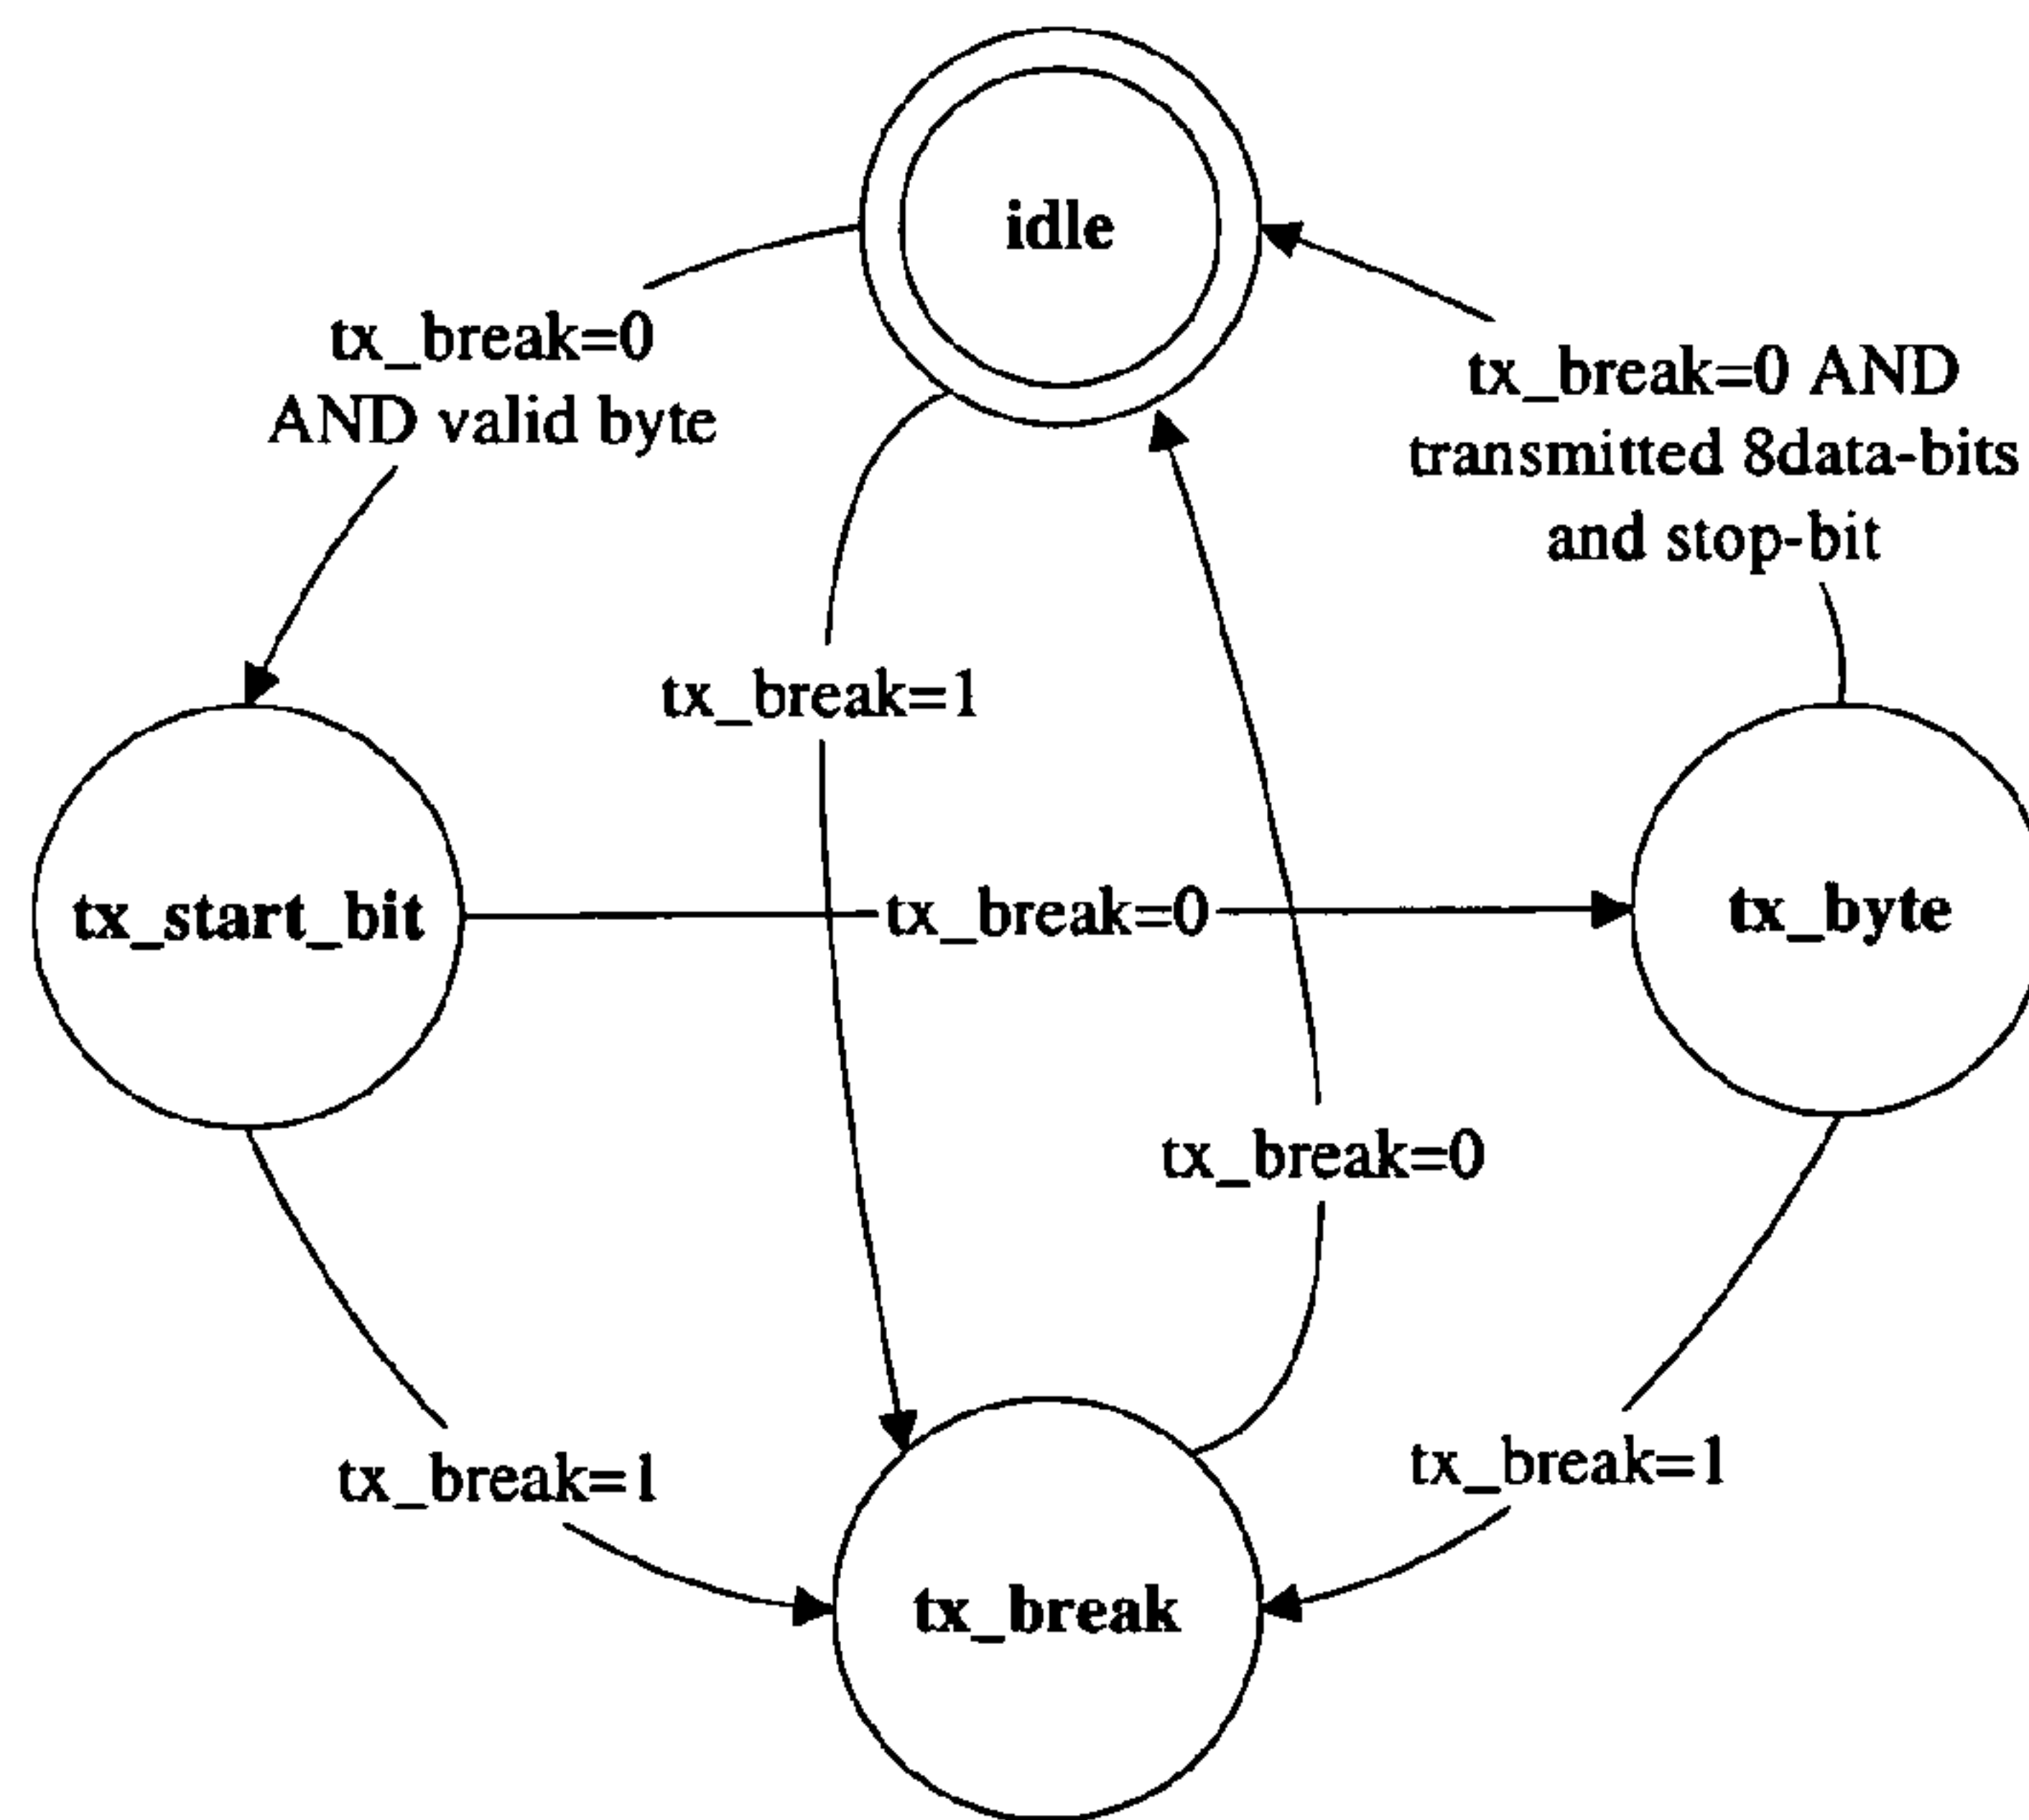 idle
tx_break=0
AND valid byte
tx_break=0 AND
transmitted 8data-bits
and stop-bit
tx_break=1
tx_start_bit
tx_break=0
tx_byte
tx_break=0
tx_break=1
tx_break=1
tx_break